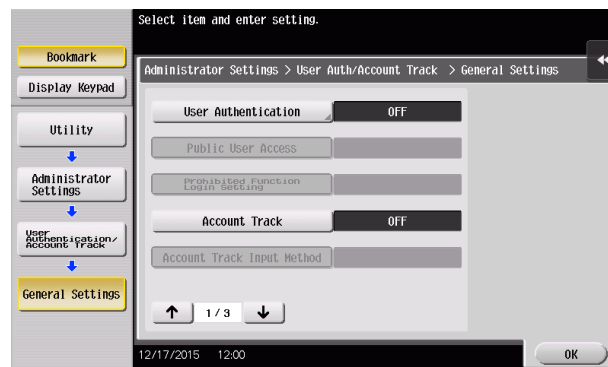 Select item and enter setting.
Bookmark
Display Keypad
Utility
Administrator
Settings
User
Authentication/
Account Track
General Settings
Administrator Settings > User Auth/Account Track > General Settings
User Authentication
OFF
Public User Access
Prohibited Function
Login Setting
Account Track
OFF
Account Track Input Method
1/3
12/17/2015 12:00
OK